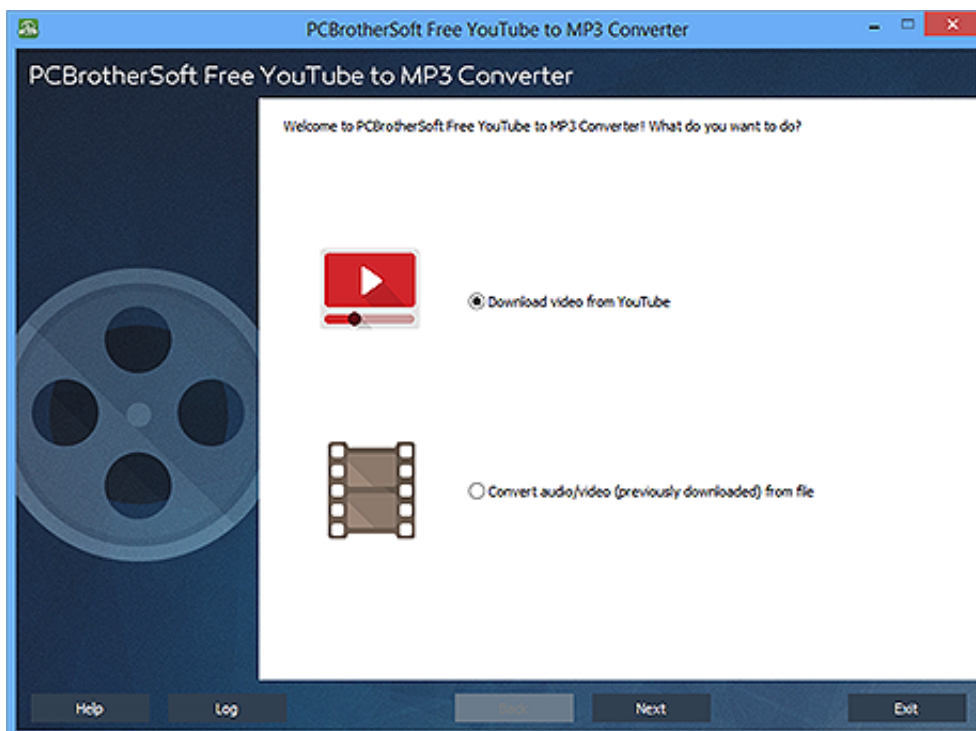 PCBrotherSoft Free YouTube to MP3 Converter
PCBrotherSoft Free YouTube to MP3 Converter
Welcome to PCBrotherSoft Free YouTube to MP3 Converter! What do you want to do?
Download video from YouTube
Convert audio/video (previously downloaded) from file
Help
Log
Back
Next
Exit